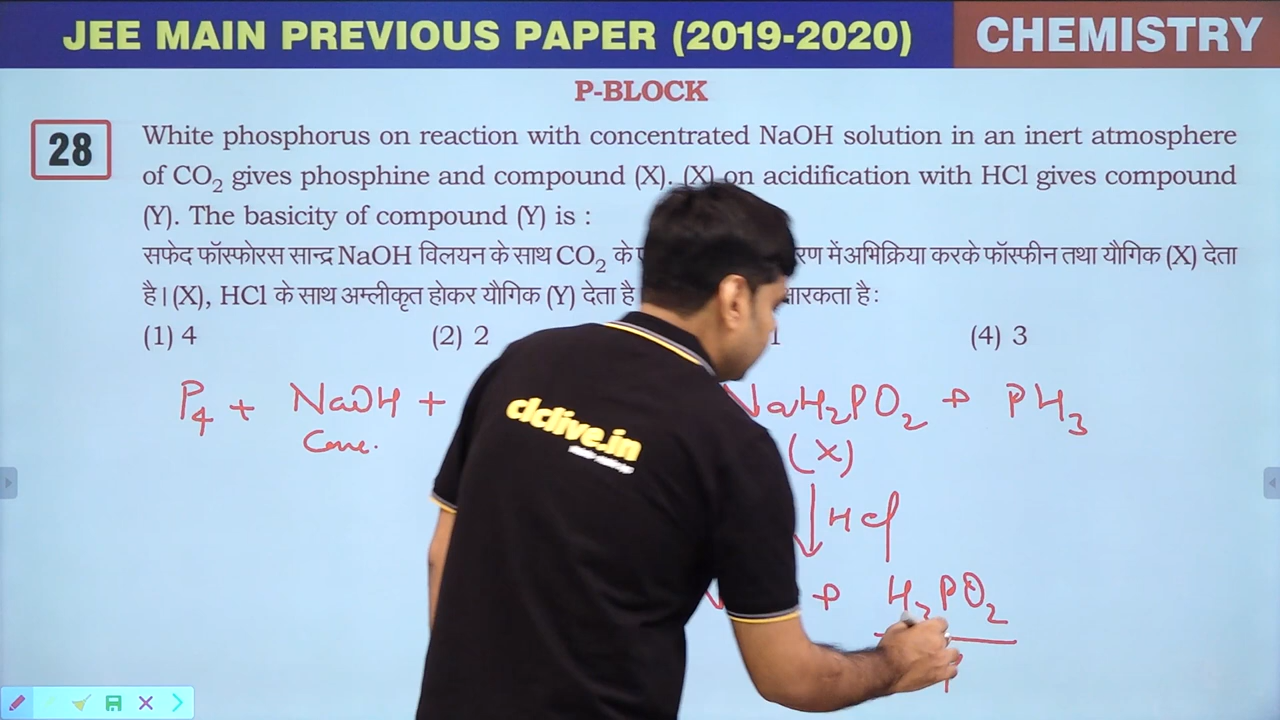 JEE MAIN PREVIOUS PAPER (2019-2020) CHEMISTRY
P-BLOCK
28 White phosphorus on reaction with concentrated NaOH solution in an inert atmosphere
of CO₂ gives phosphine and compound (X). (X) on acidification with HCl gives compound
(Y). The basicity of compound (Y) is :
सफेद फॉस्फोरस सान्द्र NaOH विलयन के साथ CO₂ के में अभिक्रिया करके फॉस्फीन तथा यौगिक (X) देता
है। (X), HCl के साथ अम्लीकृत होकर यौगिक (Y) देता है है :
(1) 4 (2) 2 1 (4) 3
P₄ + NaOH + NaH₂PO₂ + PH₃
Conc. (X)
HCl
+ H₃PO₂
clclive.in